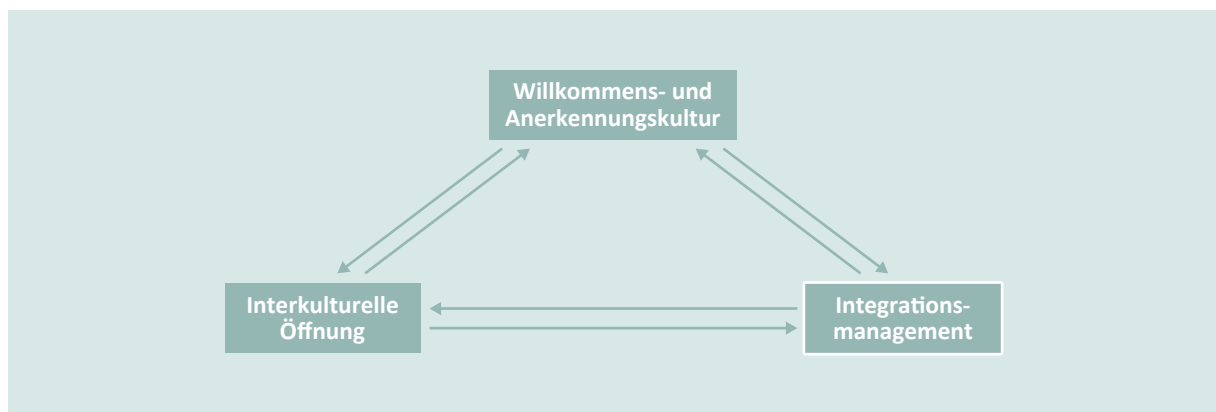 Willkommens- und
Anerkennungskultur
Interkulturelle
Öffnung
Integrations-
management